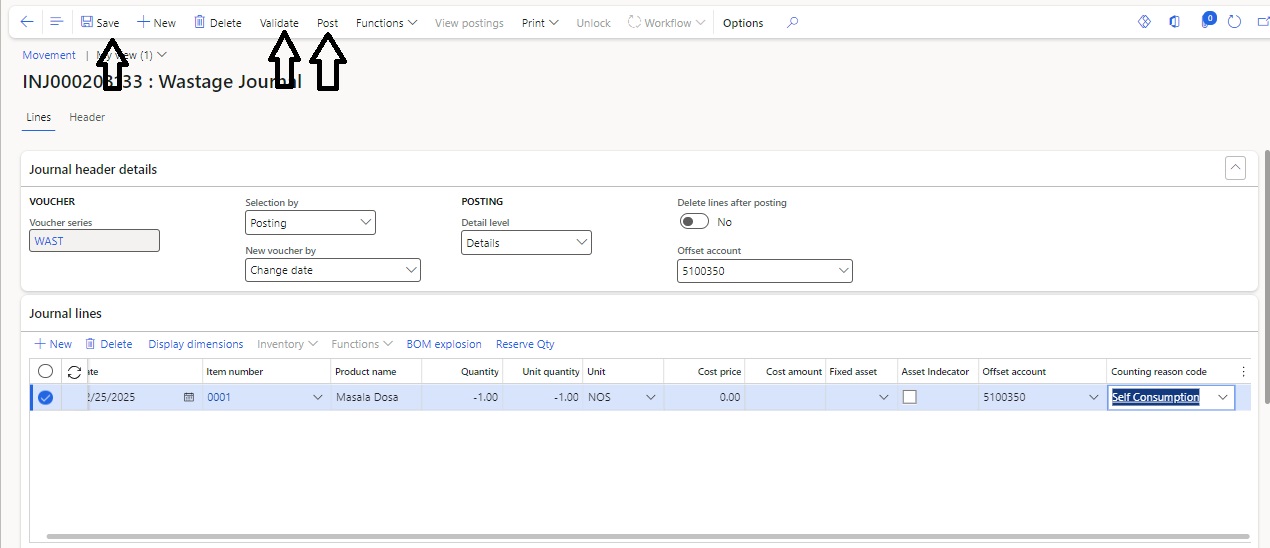 Save New Delete Validate Post Functions View postings Print Unlock Workflow Options 0
Movement | My view (1)
INJ000203133 : Wastage Journal
Lines Header
Journal header details
VOUCHER
Voucher series
WAST
Selection by
Posting
New voucher by
Change date
POSTING
Detail level
Details
Delete lines after posting
No
Offset account
5100350
Journal lines
New Delete Display dimensions Inventory Functions BOM explosion Reserve Qty
ate Item number Product name Quantity Unit quantity Unit Cost price Cost amount Fixed asset Asset Indecator Offset account Counting reason code
/25/2025 0001 Masala Dosa -1.00 -1.00 NOS 0.00 5100350 Self Consumption